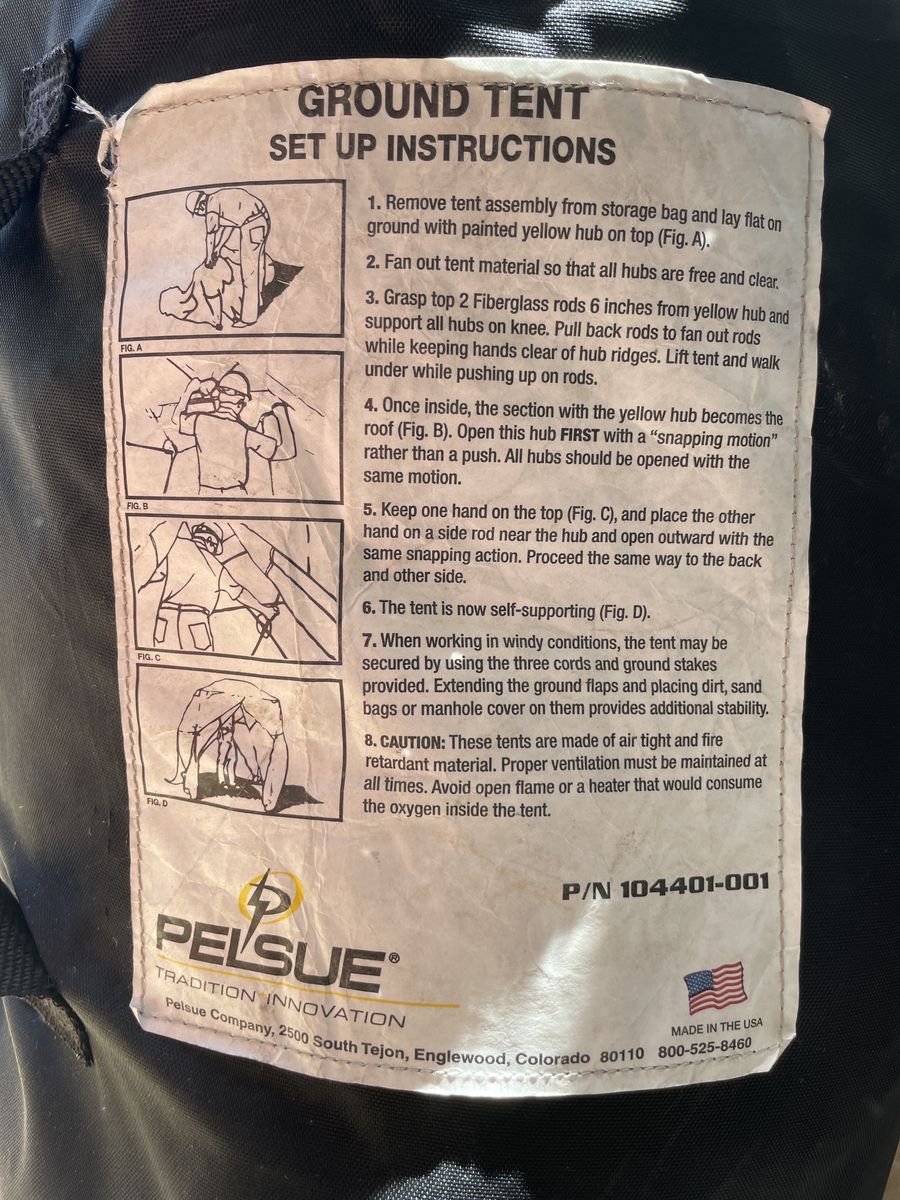 GROUND TENT
SET UP INSTRUCTIONS
1. Remove tent assembly from storage bag and lay flat on
ground with painted yellow hub on top (Fig. A).
2. Fan out tent material so that all hubs are free and clear.
3. Grasp top 2 Fiberglass rods 6 inches from yellow hub and
support all hubs on knee. Pull back rods to fan out rods
while keeping hands clear of hub ridges. Lift tent and walk
under while pushing up on rods.
4. Once inside, the section with the yellow hub becomes the
roof (Fig. B). Open this hub FIRST with a “snapping motion”
rather than a push. All hubs should be opened with the
same motion.
5. Keep one hand on the top (Fig. C), and place the other
hand on a side rod near the hub and open outward with the
same snapping action. Proceed the same way to the back
and other side.
6. The tent is now self-supporting (Fig. D).
7. When working in windy conditions, the tent may be
secured by using the three cords and ground stakes
provided. Extending the ground flaps and placing dirt, sand
bags or manhole cover on them provides additional stability.
8. CAUTION: These tents are made of air tight and fire
retardant material. Proper ventilation must be maintained at
all times. Avoid open flame or a heater that would consume
the oxygen inside the tent.
FIG. A
FIG. B
FIG. C
FIG. D
P/N 104401-001
PELSUE®
TRADITION INNOVATION
MADE IN THE USA
Pelsue Company, 2500 South Tejon, Englewood, Colorado 80110 800-525-8460